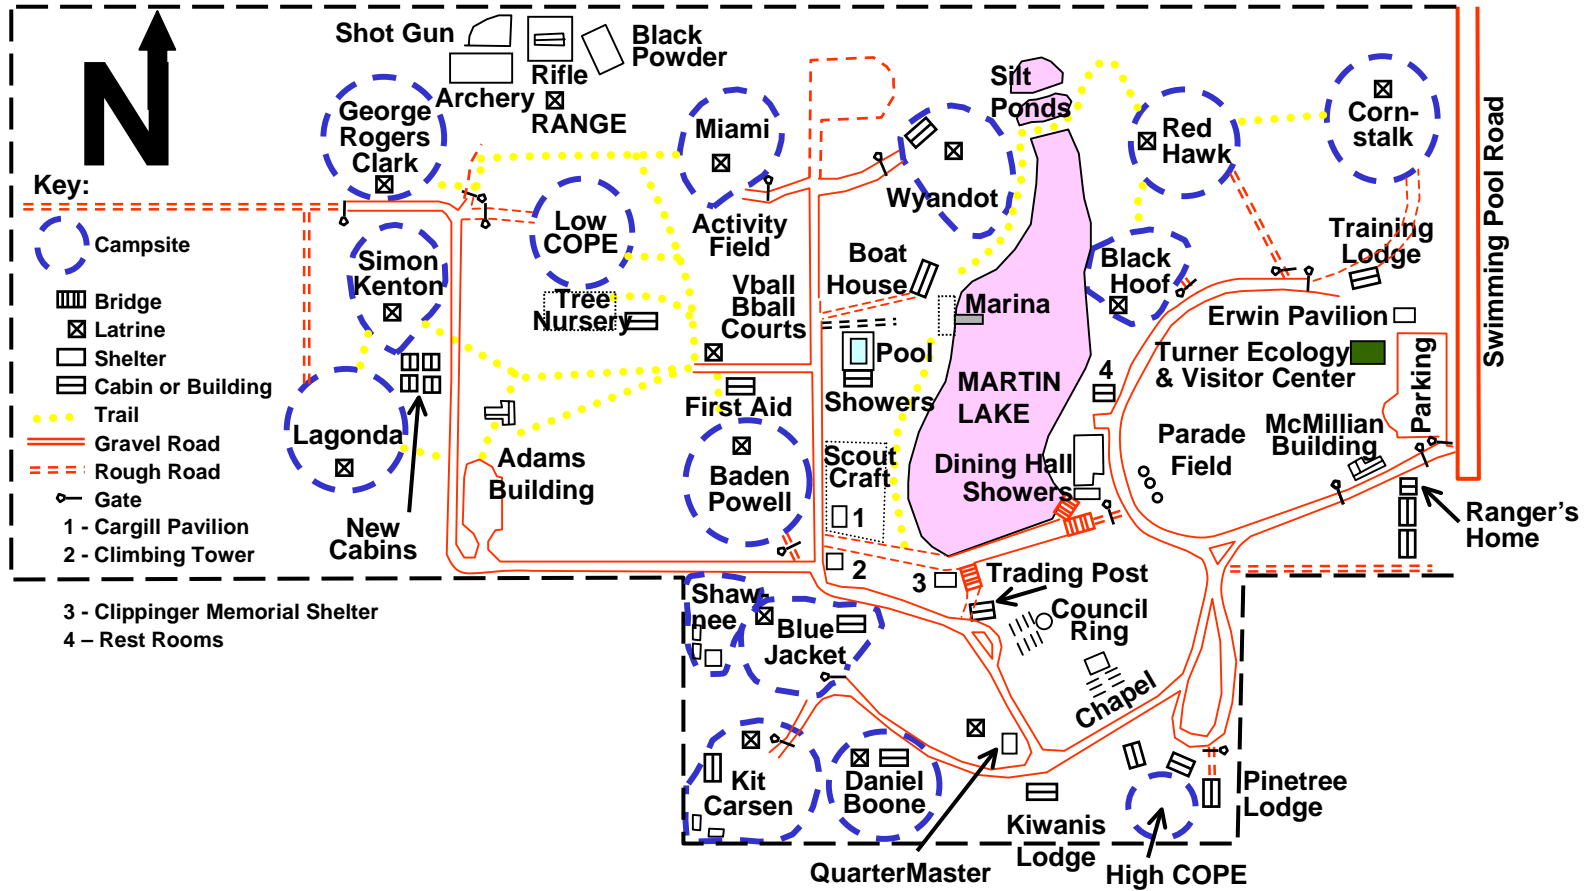 N
Shot Gun
Archery
Rifle
RANGE
Black
Powder
George
Rogers
Clark
Miami
Silt
Ponds
Red
Hawk
Corn-
stalk
Swimming Pool Road
Wyandot
Low
COPE
Activity
Field
Simon
Kenton
Boat
House
Black
Hoof
Training
Lodge
Tree
Nursery
Vball
Bball
Courts
Marina
Erwin Pavilion
Pool
Turner Ecology
& Visitor Center
Parking
MARTIN
LAKE
4
First Aid
Showers
Lagonda
Adams
Building
Baden
Powell
Scout
Craft
1
Dining Hall
Showers
Parade
Field
McMillian
Building
New
Cabins
Ranger's
Home
2
3
Trading Post
Council
Ring
Shaw-
nee
Blue
Jacket
Chapel
Kit
Carsen
Daniel
Boone
Kiwanis
Lodge
Pinetree
Lodge
QuarterMaster
High COPE
Key:
Campsite
Bridge
Latrine
Shelter
Cabin or Building
Trail
Gravel Road
Rough Road
Gate
1 - Cargill Pavilion
2 - Climbing Tower
3 - Clippinger Memorial Shelter
4 – Rest Rooms